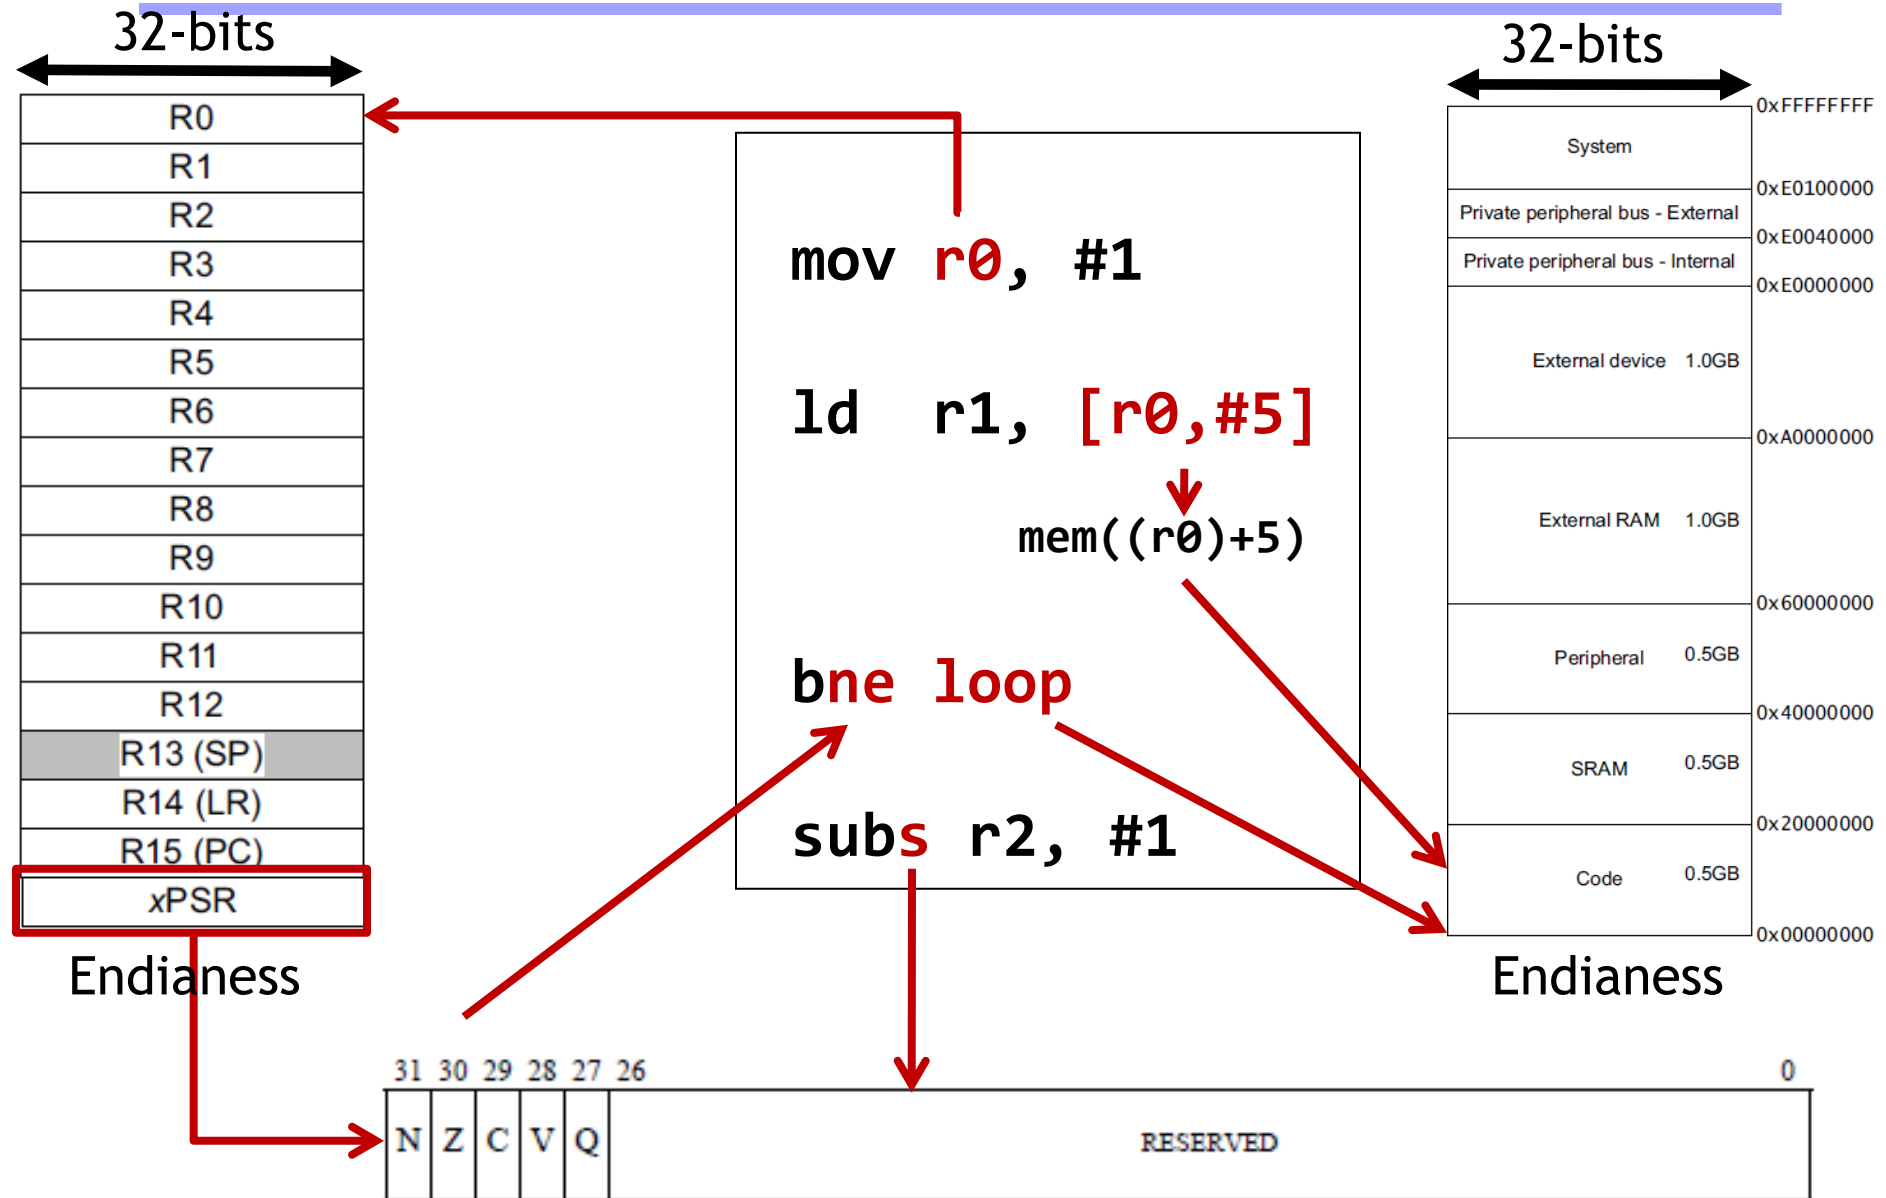 32-bits
R0
R1
R2
R3
R4
R5
R6
R7
R8
R9
R10
R11
R12
R13 (SP)
R14 (LR)
R15 (PC)
xPSR
Endianess
mov r0, #1
ld r1, [r0,#5]
mem((r0)+5)
bne loop
subs r2, #1
32-bits
0xFFFFFFFF
System
0xE0100000
Private peripheral bus - External
0xE0040000
Private peripheral bus - Internal
0xE0000000
External device 1.0GB
0xA0000000
External RAM 1.0GB
0x60000000
Peripheral 0.5GB
0x40000000
SRAM 0.5GB
0x20000000
Code 0.5GB
0x00000000
Endianess
31 30 29 28 27 26 0
N Z C V Q RESERVED